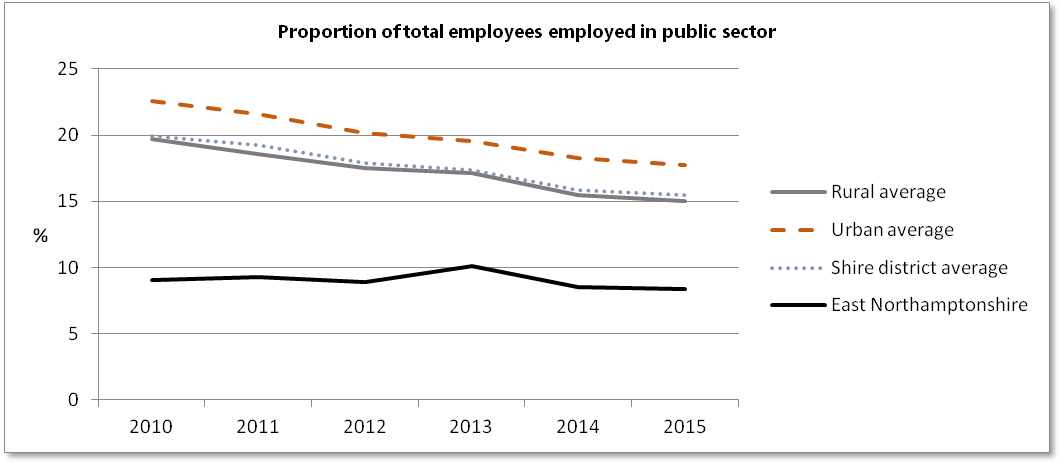 Proportion of total employees employed in public sector
25
20
15
10
5
0
%
2010 2011 2012 2013 2014 2015
Rural average
Urban average
Shire district average
East Northamptonshire